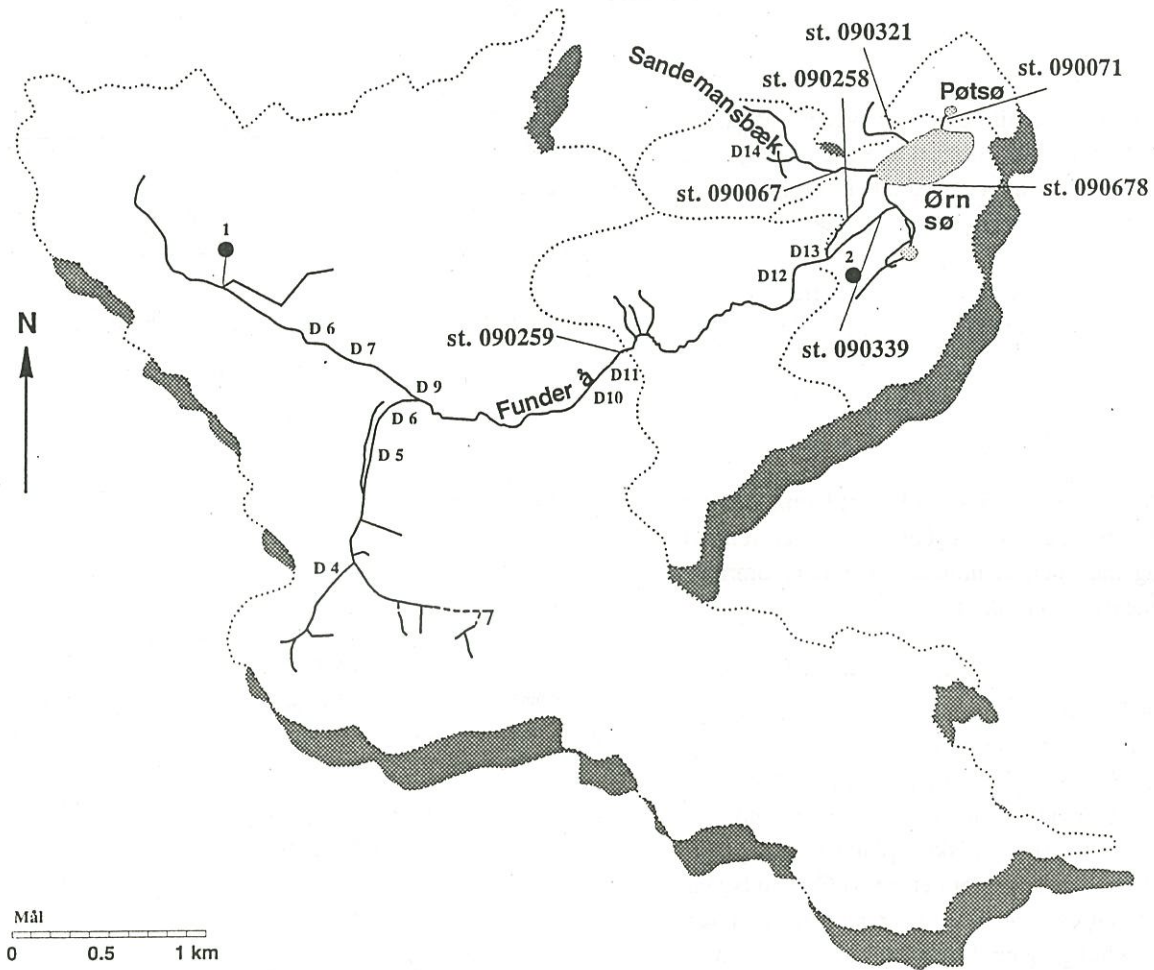 st. 090321
Sandemansbæk
st. 090258
st. 090071
Pøtsø
D14
st. 090067
st. 090678
Ørn
sø
1
D13
2
D12
N
D 6
st. 090259
D 7
st. 090339
D11
D 9
Funder å
D10
D 6
D 5
D 4
Mål
0 0.5 1 km